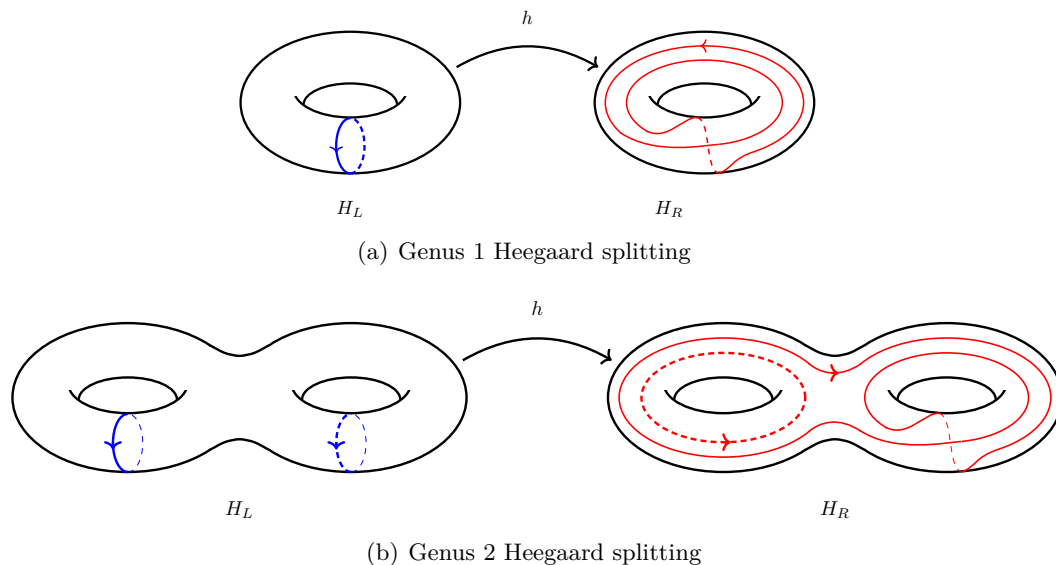 h
H_L
H_R
(a) Genus 1 Heegaard splitting
h
H_L
H_R
(b) Genus 2 Heegaard splitting